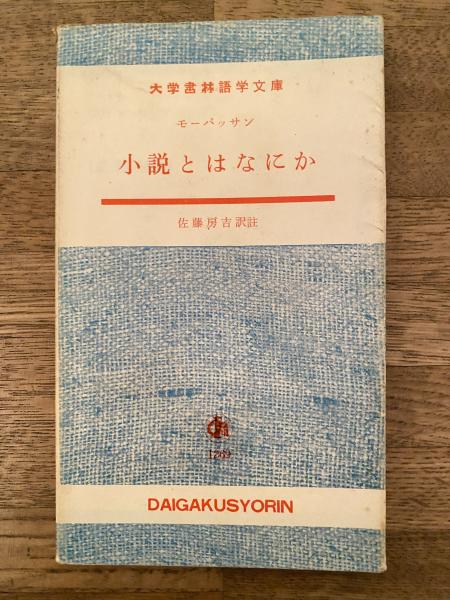 大学書林語学文庫
モーパッサン
小説とはなにか
佐藤房吉訳註
1269
DAIGAKUSYORIN